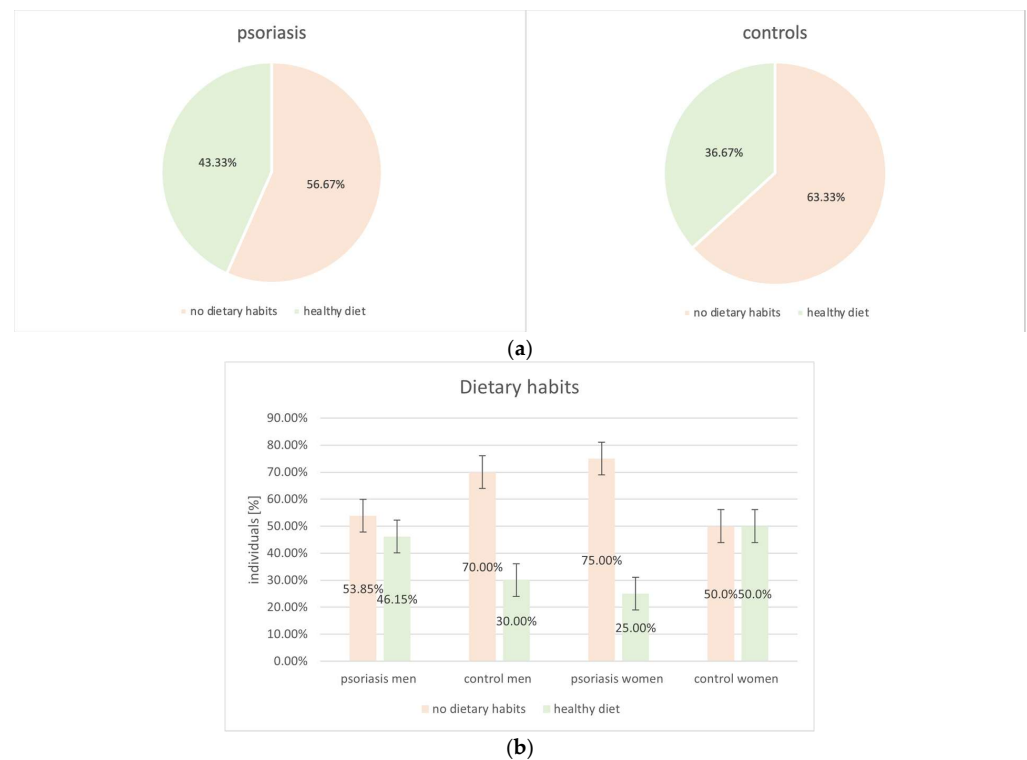 psoriasis
controls
43.33%
56.67%
36.67%
63.33%
no dietary habits healthy diet
no dietary habits healthy diet
(a)
Dietary habits
individuals [%]
90.00%
80.00%
70.00%
60.00%
50.00%
40.00%
30.00%
20.00%
10.00%
0.00%
53.85%
46.15%
70.00%
30.00%
75.00%
25.00%
50.0%
50.0%
psoriasis men control men psoriasis women control women
no dietary habits healthy diet
(b)